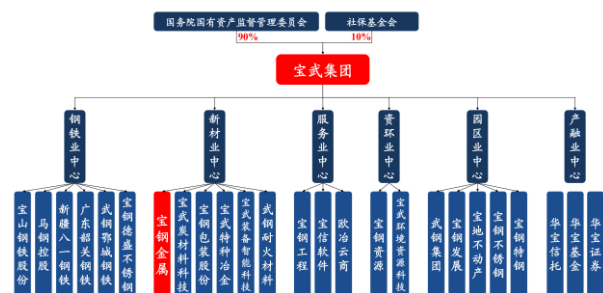 国务院国有资产监督管理委员会
社保基金会
90%
10%
宝武集团
钢铁业中心
新材业中心
服务业中心
资环业中心
园区业中心
产融业中心
宝山钢铁股份
马钢控股
新疆八一钢铁
广东韶关钢铁
武钢鄂城钢铁
宝钢德盛不锈钢
宝钢金属
宝武炭材料科技
宝钢包装股份
宝武特种冶金
宝武装备智能科技
武钢耐火材料
宝钢工程
宝信软件
欧冶云商
宝钢资源
宝武环境资源科技
武钢集团
宝钢发展
宝地不动产
宝钢不锈钢
宝钢特钢
华宝信托
华宝基金
华宝证券